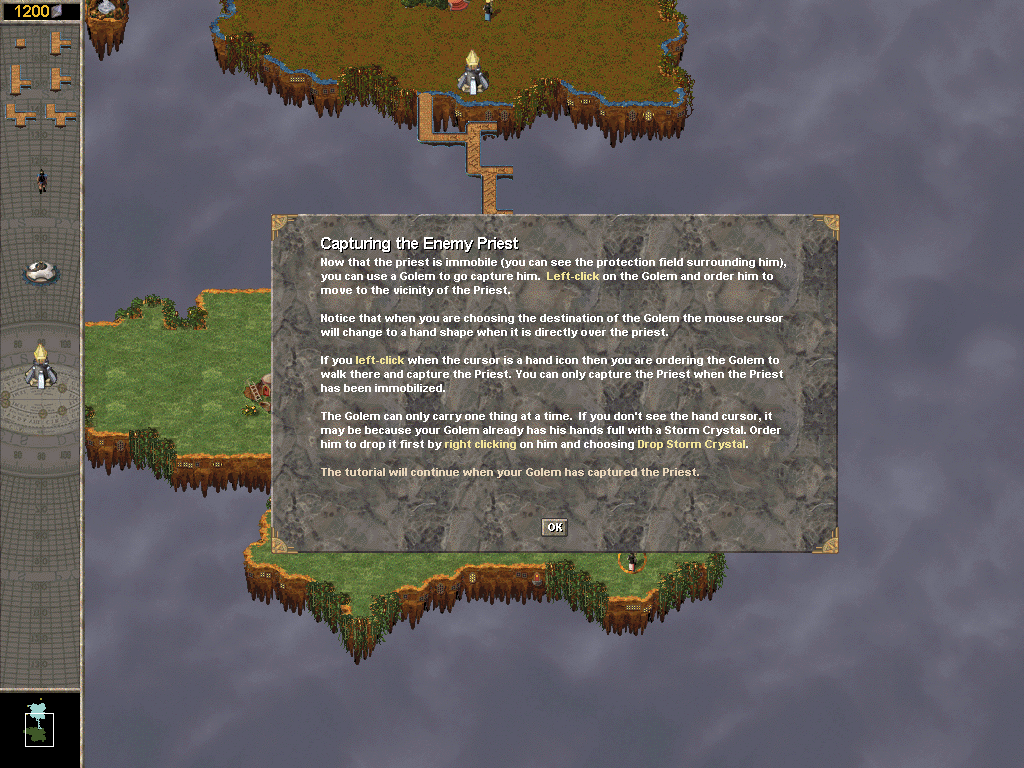 1200
Capturing the Enemy Priest
Now that the priest is immobile (you can see the protection field surrounding him),
you can use a Golem to go capture him. Left-click on the Golem and order him to
move to the vicinity of the Priest.
Notice that when you are choosing the destination of the Golem the mouse cursor
will change to a hand shape when it is directly over the priest.
If you left-click when the cursor is a hand icon then you are ordering the Golem to
walk there and capture the Priest. You can only capture the Priest when the Priest
has been immobilized.
The Golem can only carry one thing at a time. If you don't see the hand cursor, it
may be because your Golem already has his hands full with a Storm Crystal. Order
him to drop it first by right clicking on him and choosing Drop Storm Crystal.
The tutorial will continue when your Golem has captured the Priest.
OK